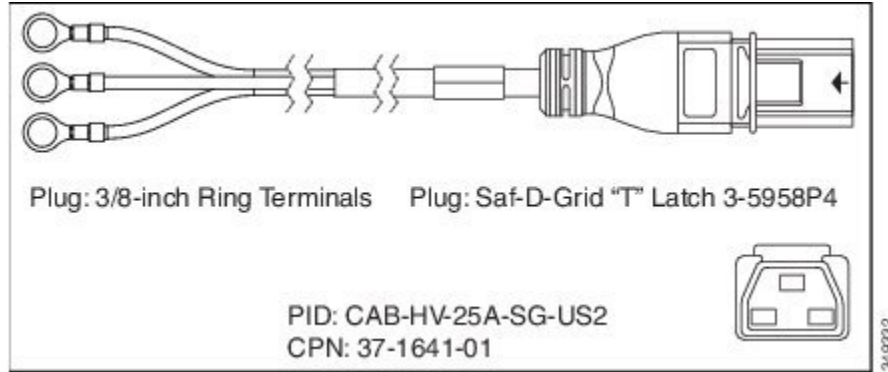 Plug: 3/8-inch Ring Terminals
Plug: Saf-D-Grid “T” Latch 3-5958P4
PID: CAB-HV-25A-SG-US2
CPN: 37-1641-01